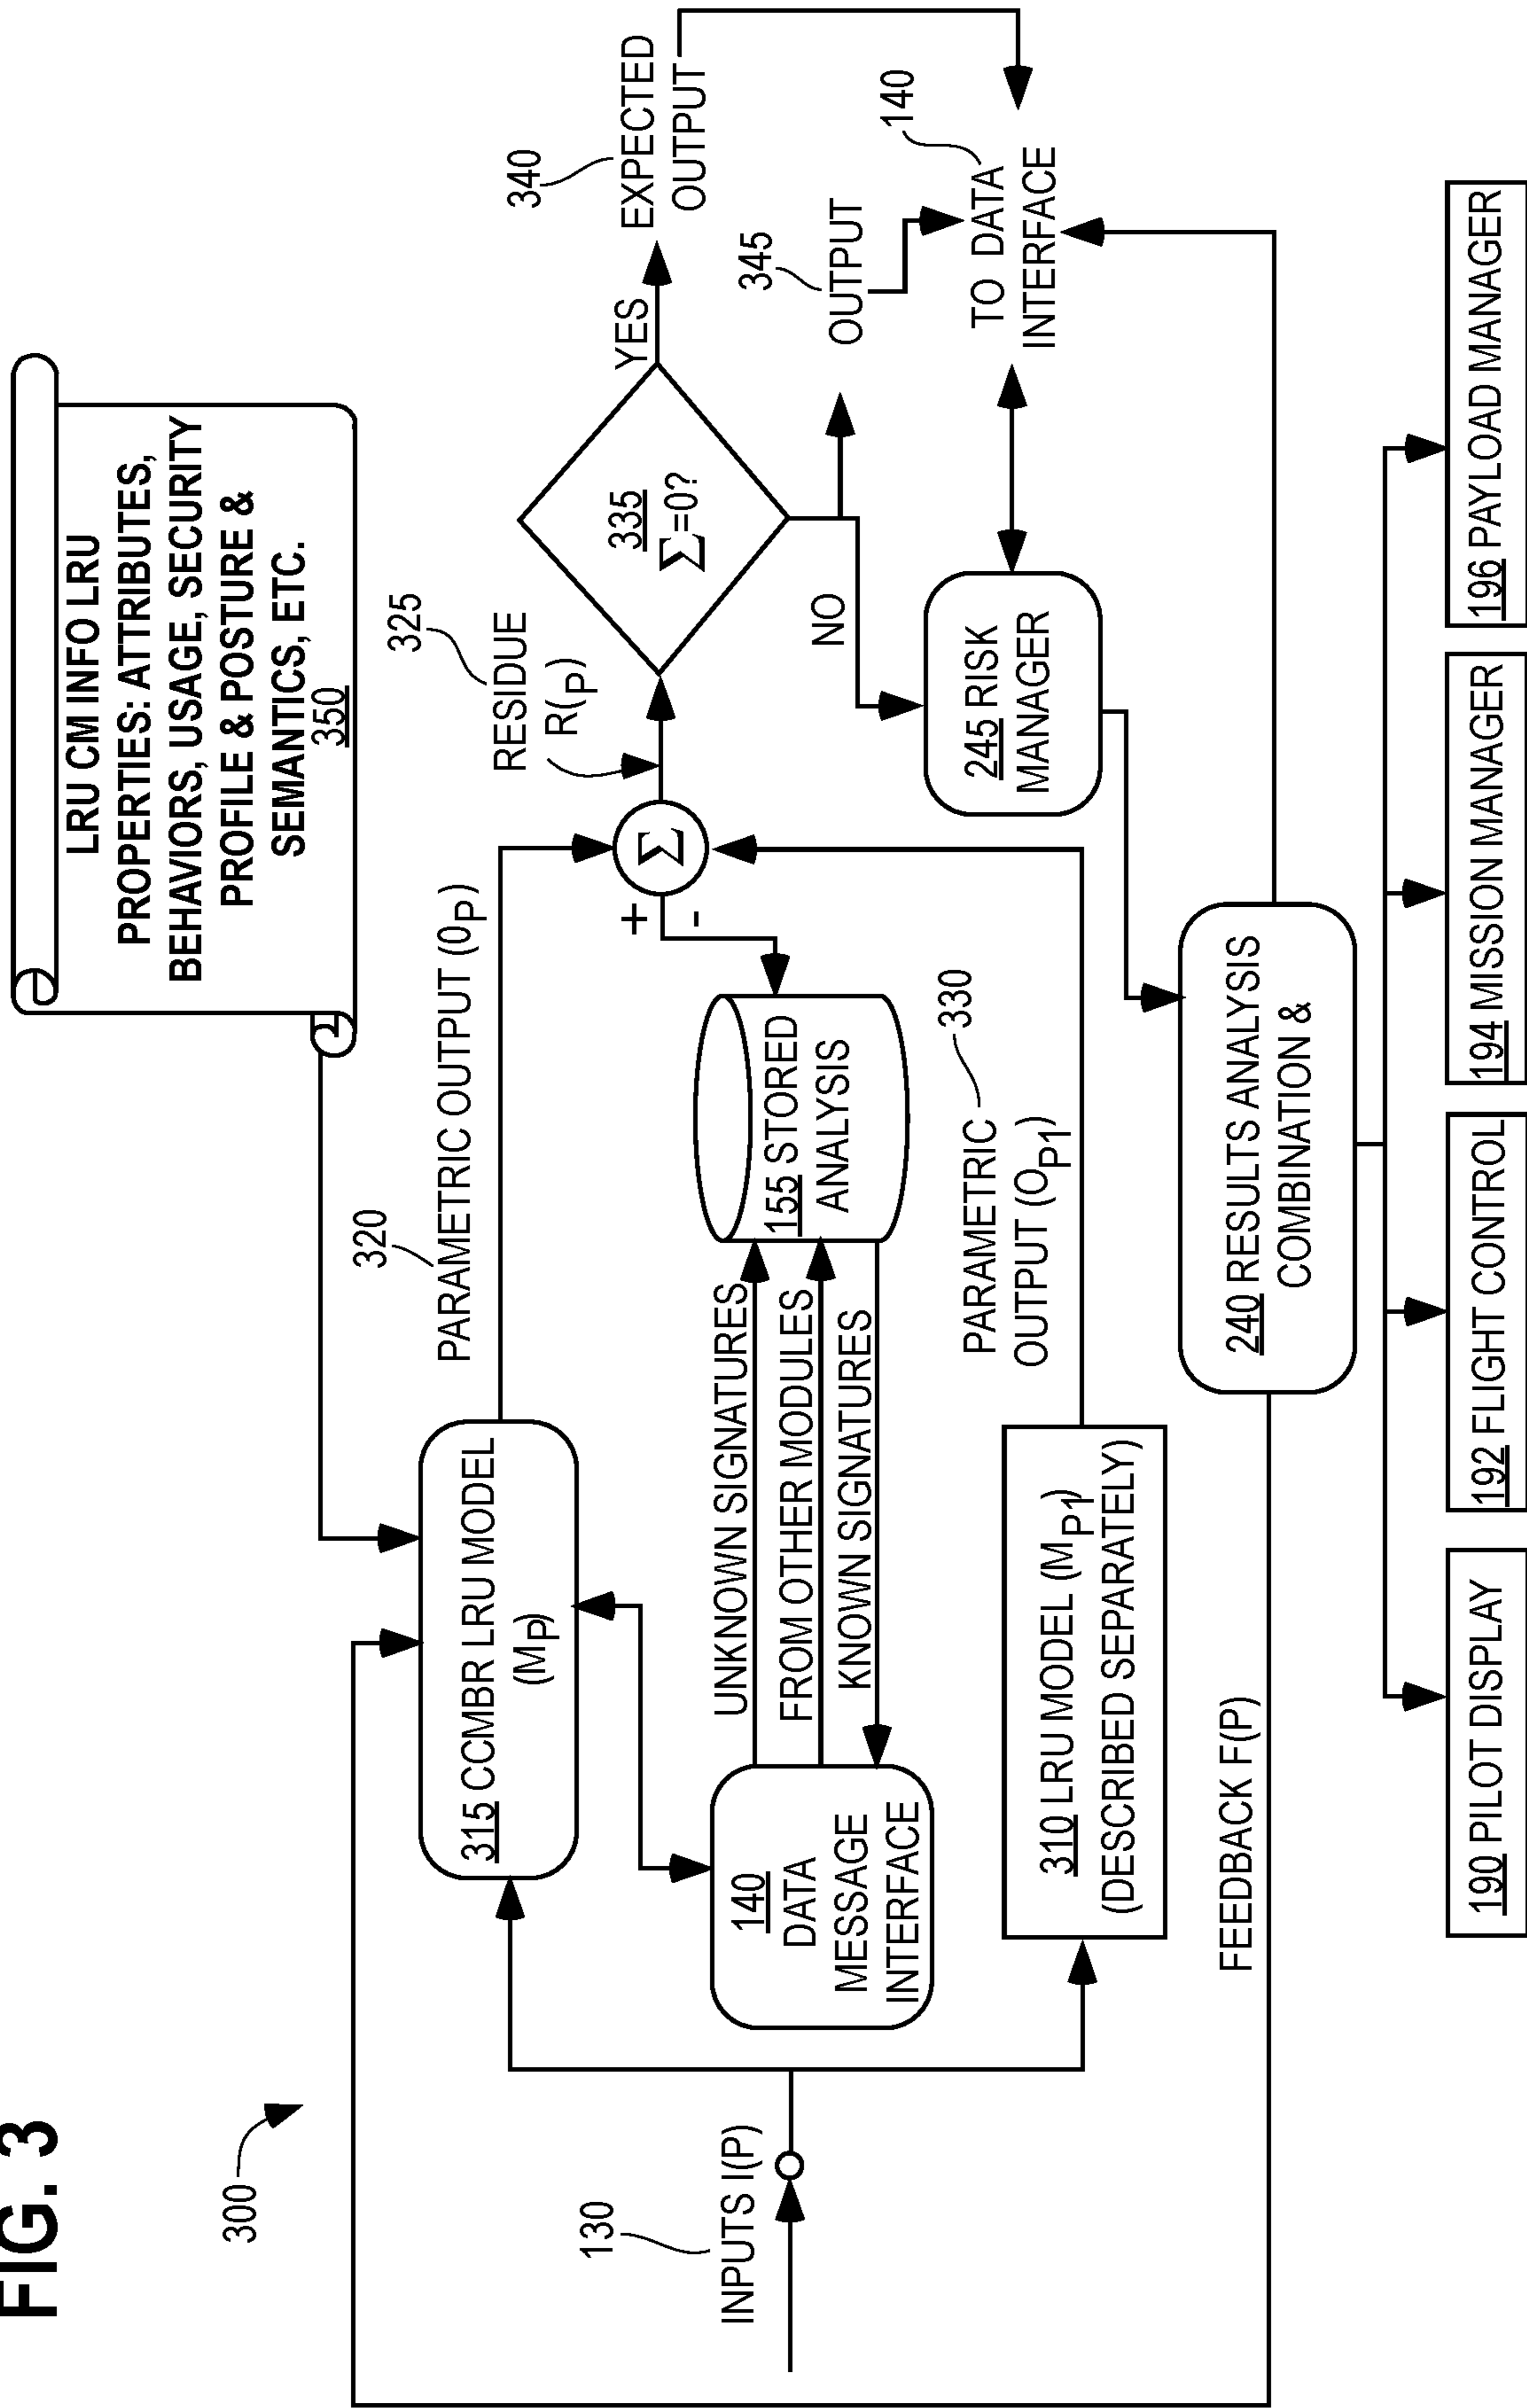 FIG. 3
300
LRU CM INFO LRU
PROPERTIES: ATTRIBUTES,
BEHAVIORS, USAGE, SECURITY
PROFILE & POSTURE &
SEMANTICS, ETC.
350
320
PARAMETRIC OUTPUT (0P)
315 CCMBR LRU MODEL
(MP)
130
INPUTS I(P)
140
DATA
MESSAGE
INTERFACE
UNKNOWN SIGNATURES
FROM OTHER MODULES
KNOWN SIGNATURES
155 STORED
ANALYSIS
+
-
Σ
325
RESIDUE
R(P)
335
Σ=0?
YES
NO
340
EXPECTED
OUTPUT
345
OUTPUT
140
TO DATA
INTERFACE
330
PARAMETRIC
OUTPUT (OP1)
310 LRU MODEL (MP1)
(DESCRIBED SEPARATELY)
245 RISK
MANAGER
240 RESULTS ANALYSIS
COMBINATION &
FEEDBACK F(P)
190 PILOT DISPLAY
192 FLIGHT CONTROL
194 MISSION MANAGER
196 PAYLOAD MANAGER